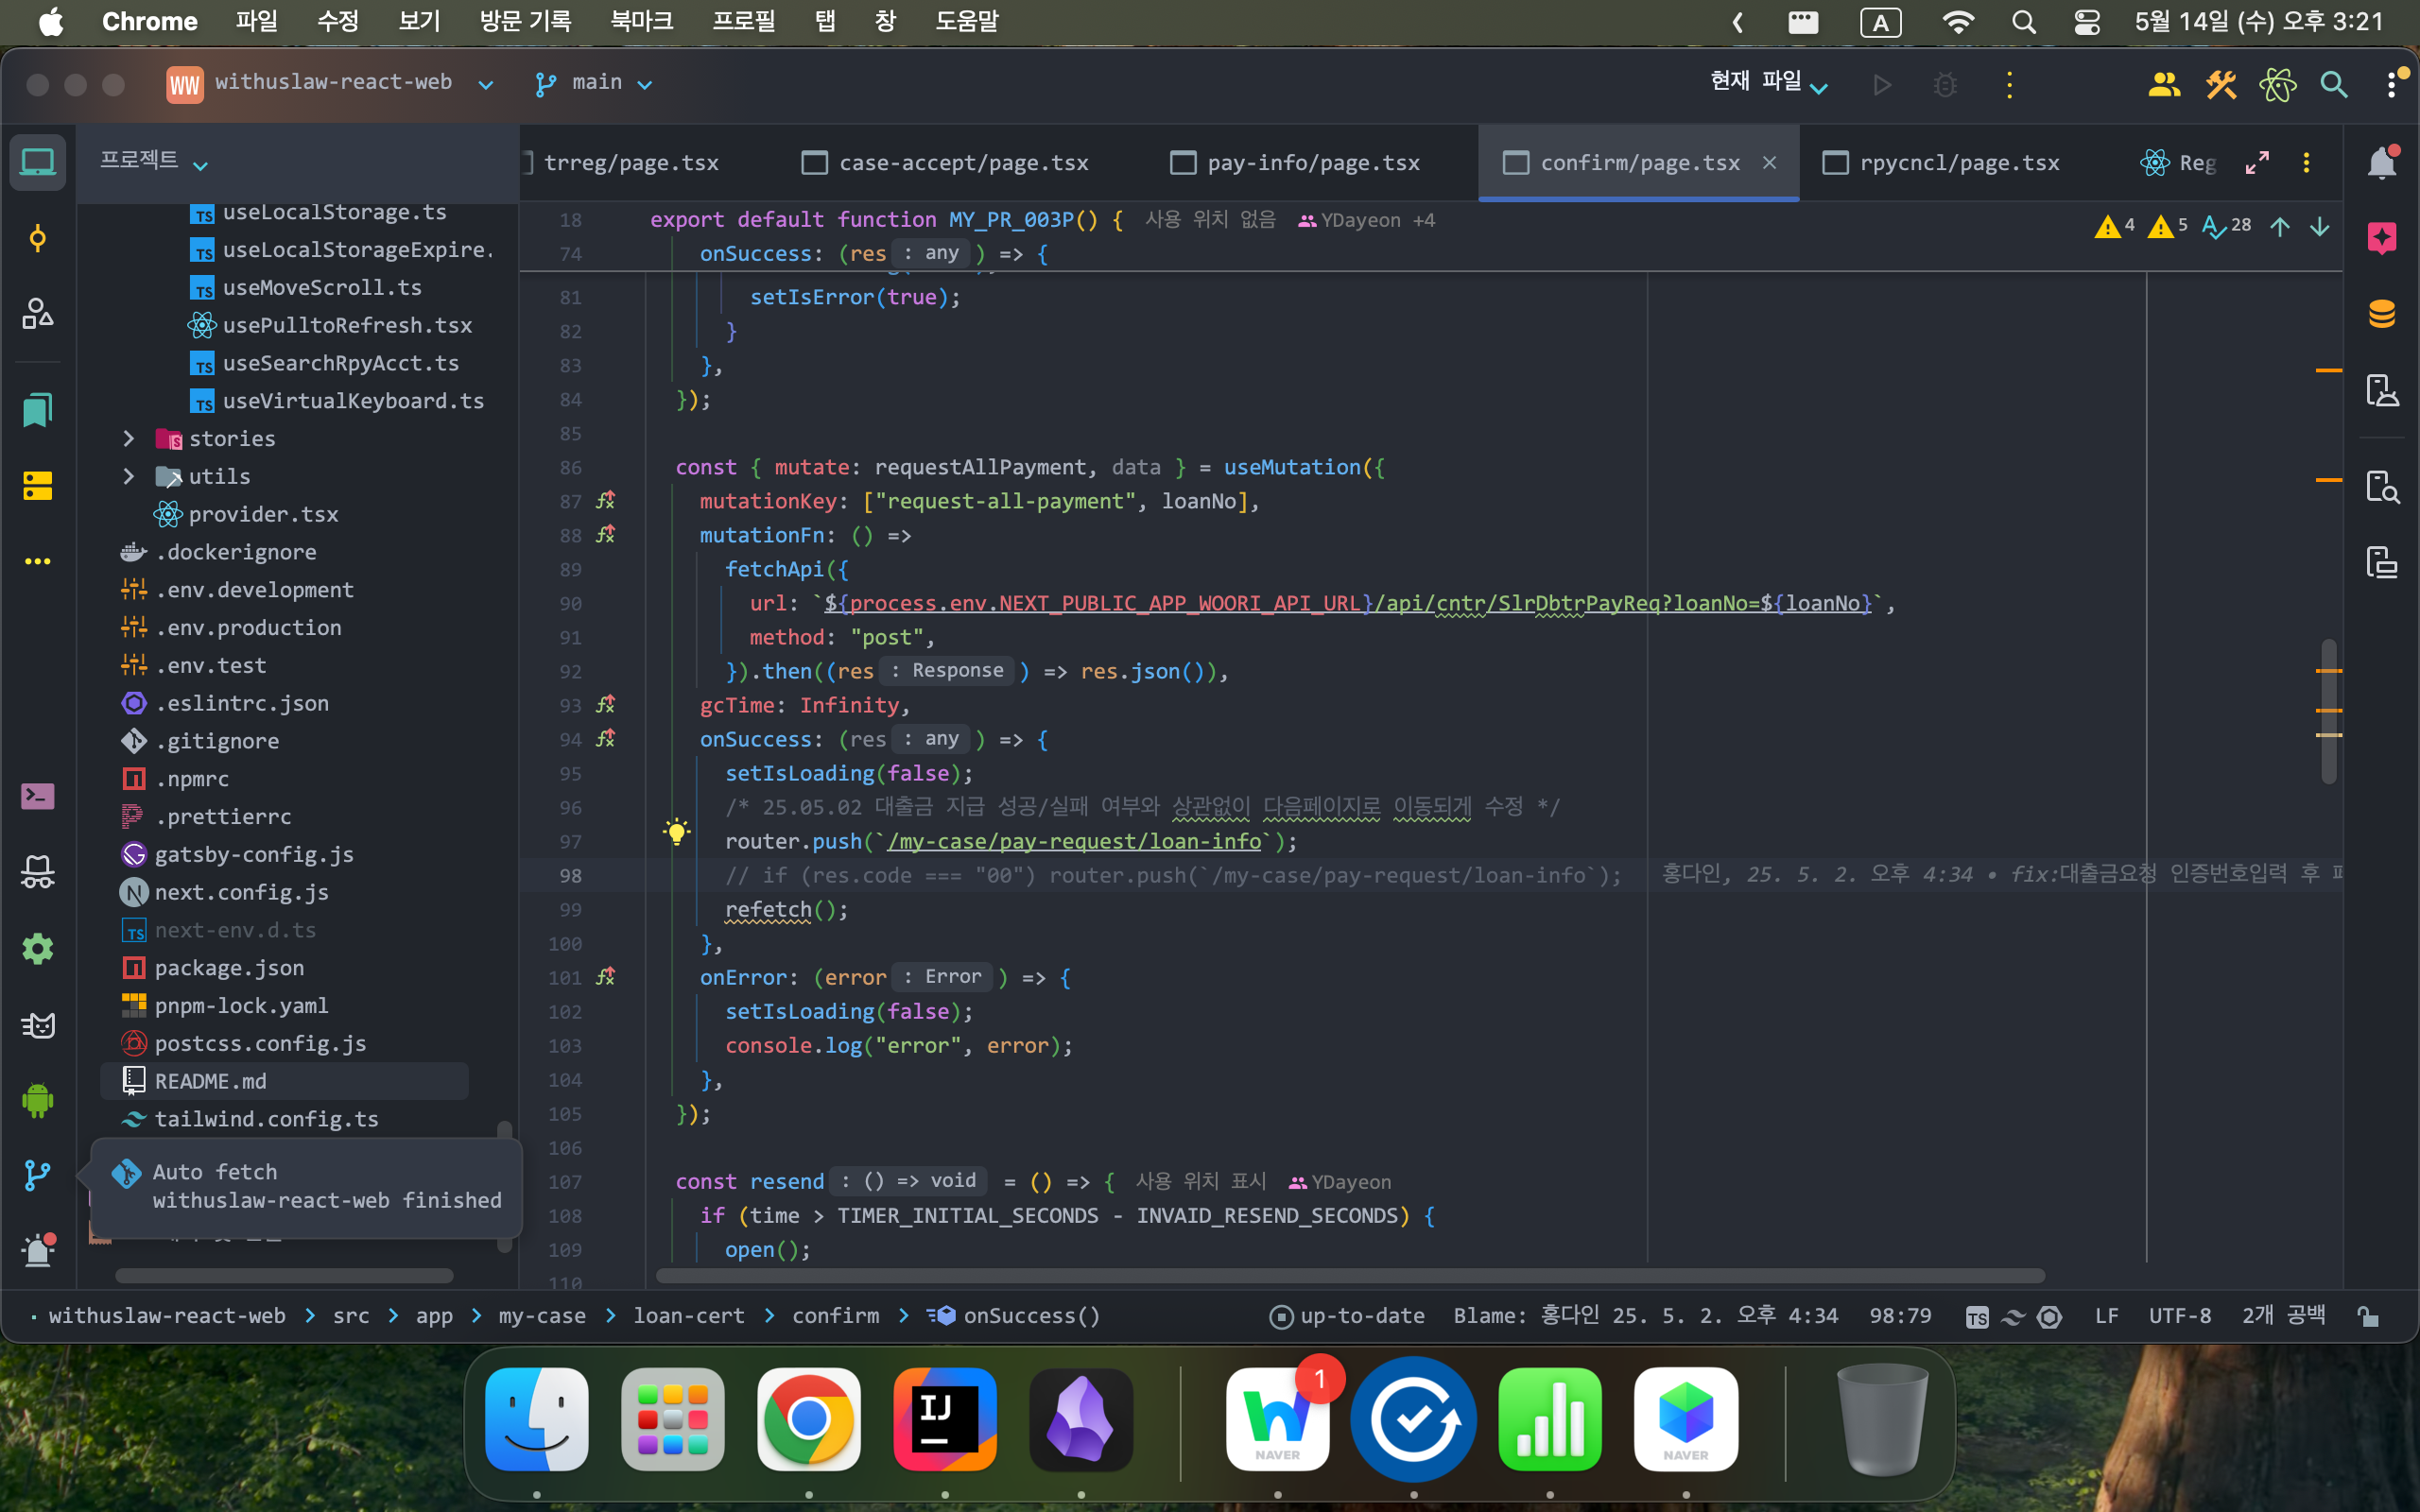 Chrome 파일 수정 보기 방문 기록 북마크 프로필 탭 창 도움말 A 5월 14일 (수) 오후 3:21
WW withuslaw-react-web main 현재 파일
프로젝트
trreg/page.tsx case-accept/page.tsx pay-info/page.tsx confirm/page.tsx rpycncl/page.tsx Reg
useLocalStorage.ts
useLocalStorageExpire.
useMoveScroll.ts
usePulltoRefresh.tsx
useSearchRpyAcct.ts
useVirtualKeyboard.ts
stories
utils
provider.tsx
.dockerignore
.env.development
.env.production
.env.test
.eslintrc.json
.gitignore
.npmrc
.prettierrc
gatsby-config.js
next.config.js
next-env.d.ts
package.json
pnpm-lock.yaml
postcss.config.js
README.md
tailwind.config.ts
Auto fetch
withuslaw-react-web finished
4 5 28
18 export default function MY_PR_003P() { 사용 위치 없음 YDayeon +4
74 onSuccess: (res : any ) => {
81 setIsError(true);
82 }
83 },
84 });
85
86 const { mutate: requestAllPayment, data } = useMutation({
87 mutationKey: ["request-all-payment", loanNo],
88 mutationFn: () =>
89 fetchApi({
90 url: `${process.env.NEXT_PUBLIC_APP_WOORI_API_URL}/api/cntr/SlrDbtrPayReq?loanNo=${loanNo}`,
91 method: "post",
92 }).then((res : Response ) => res.json()),
93 gcTime: Infinity,
94 onSuccess: (res : any ) => {
95 setIsLoading(false);
96 /* 25.05.02 대출금 지급 성공/실패 여부와 상관없이 다음페이지로 이동되게 수정 */
97 router.push(`/my-case/pay-request/loan-info`);
98 // if (res.code === "00") router.push(`/my-case/pay-request/loan-info`); 홍다인, 25. 5. 2. 오후 4:34 • fix:대출금요청 인증번호입력 후
99 refetch();
100 },
101 onError: (error : Error ) => {
102 setIsLoading(false);
103 console.log("error", error);
104 },
105 });
106
107 const resend : () => void = () => { 사용 위치 표시 YDayeon
108 if (time > TIMER_INITIAL_SECONDS - INVAID_RESEND_SECONDS) {
109 open();
110
withuslaw-react-web > src > app > my-case > loan-cert > confirm > onSuccess() up-to-date Blame: 홍다인 25. 5. 2. 오후 4:34 98:79 TS LF UTF-8 2개 공백
IJ
1
NAVER
NAVER